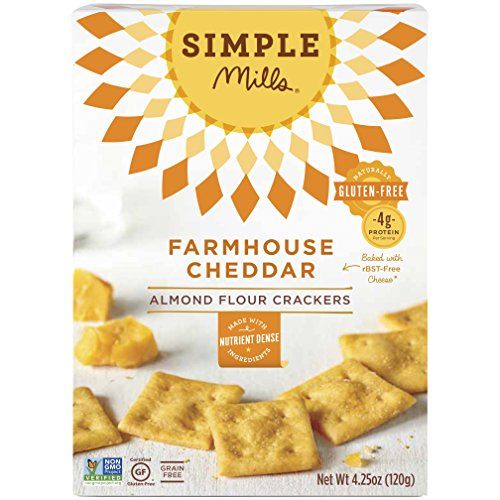 SIMPLE
Mills®
NATURALLY
GLUTEN-FREE
4g
PROTEIN
Per Serving
Baked with
rBST-Free
Cheese*
FARMHOUSE
CHEDDAR
ALMOND FLOUR CRACKERS
MADE WITH
NUTRIENT DENSE
INGREDIENTS
NON
GMO
Project
VERIFIED
nongmoproject.org
Certified
GF
Gluten-Free
GRAIN
FREE
Net Wt 4.25oz (120g)